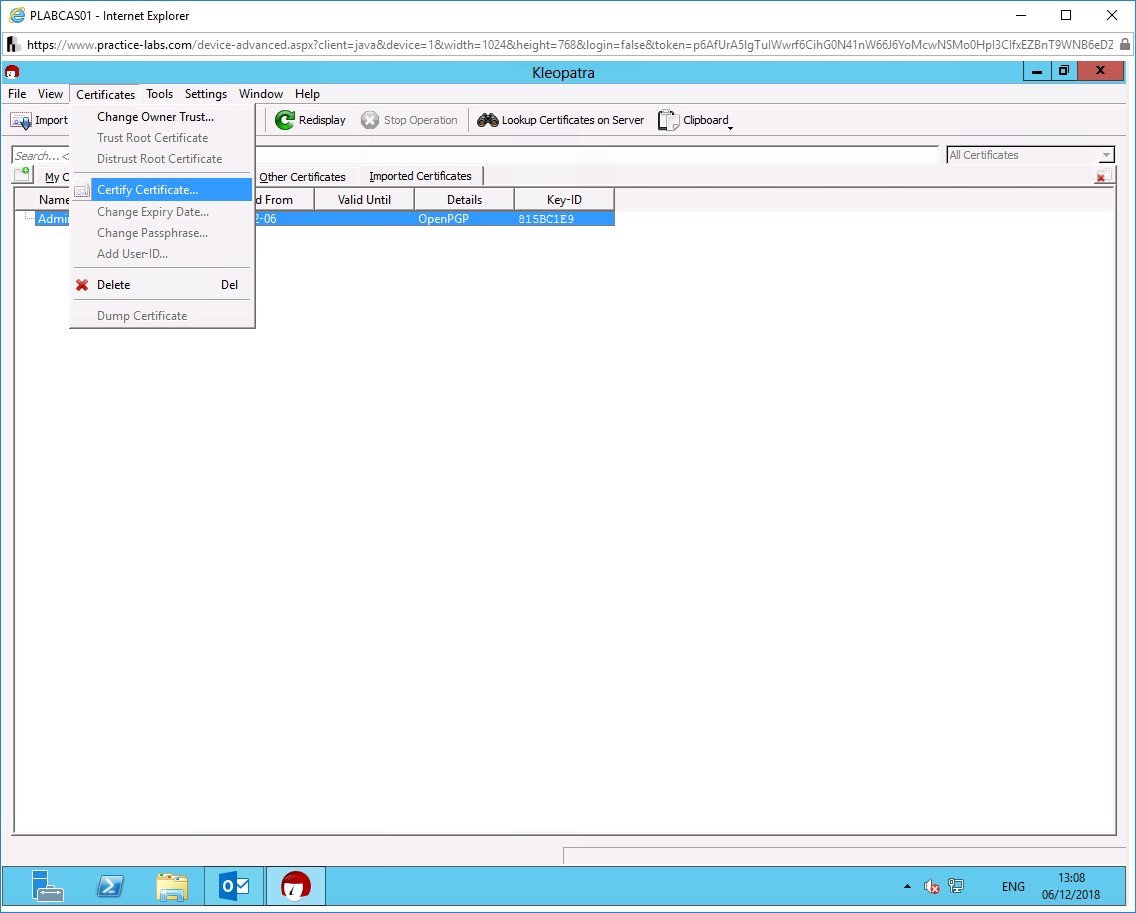 PLABCAS01 - Internet Explorer
https://www.practice-labs.com/device-advanced.aspx?client=java&device=1&width=1024&height=768&login=false&token=
Kleopatra
File View Certificates Tools Settings Window Help
Import Redisplay Stop Operation Lookup Certificates on Server Clipboard
Change Owner Trust...
Trust Root Certificate
Search...
Distrust Root Certificate
All Certificates
My C Other Certificates Imported Certificates
Certify Certificate...
Name d From Valid Until Details Key-ID
Change Expiry Date...
Admi 2-06 OpenPGP 815BC1E9
Change Passphrase...
Add User-ID...
Delete Del
Dump Certificate
ENG
13:08
06/12/2018